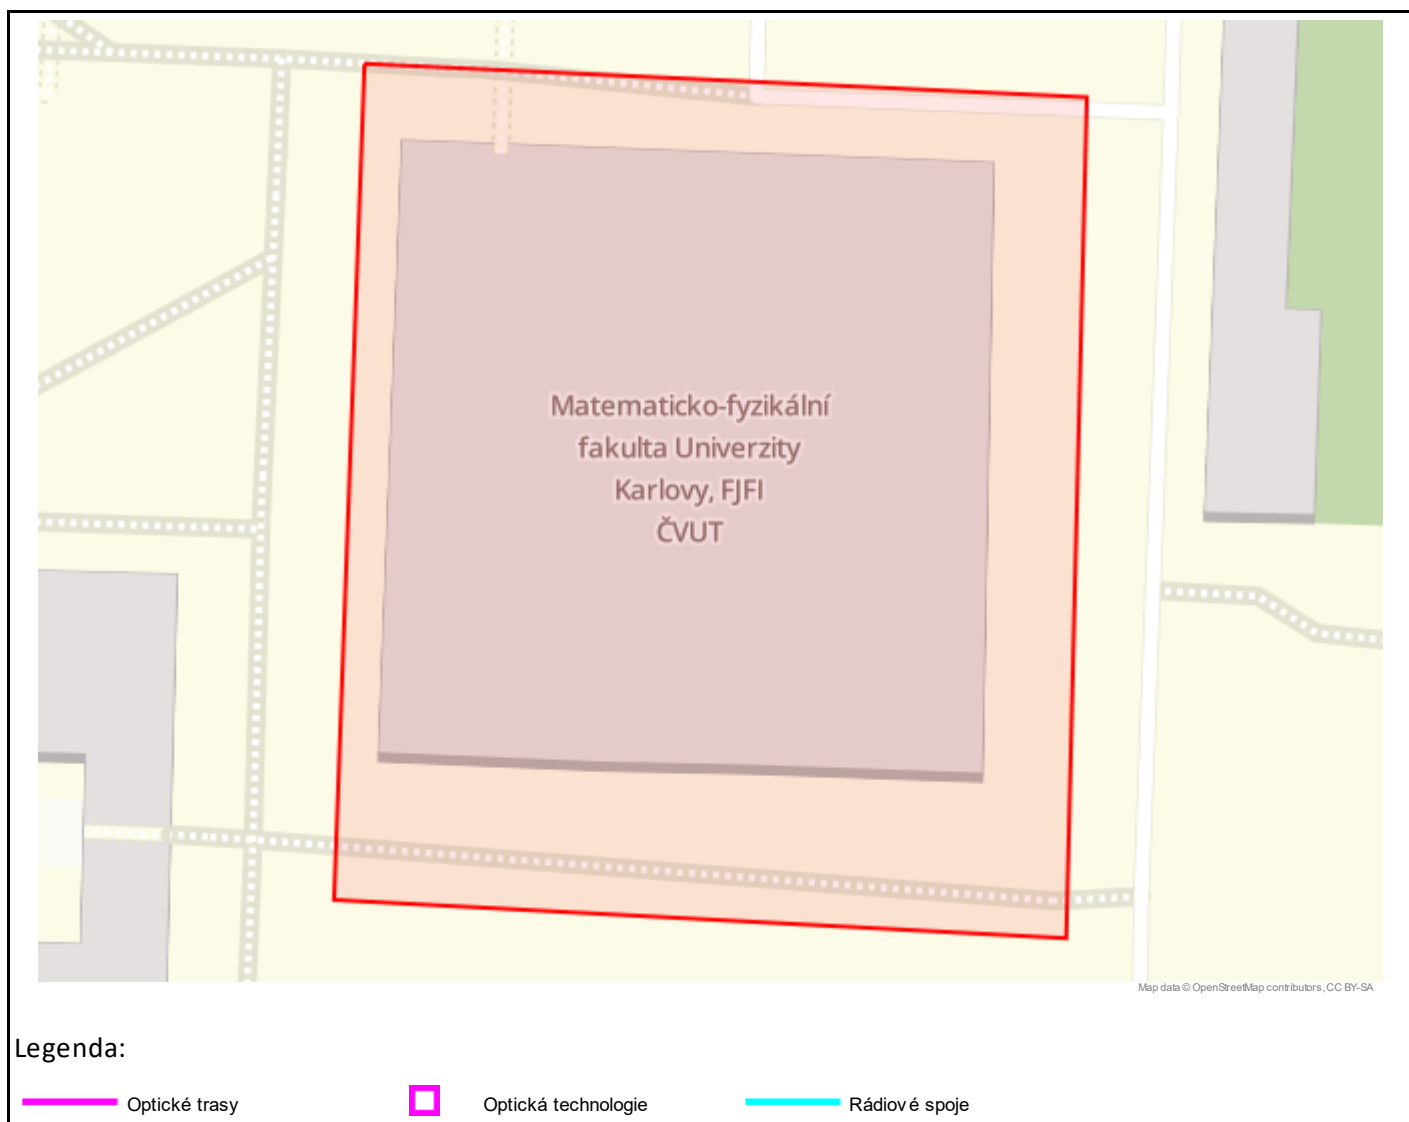 Matematicko-fyzikální
fakulta Univerzity
Karlovy, FJFI
ČVUT
Map data © OpenStreetMap contributors, CC BY-SA
Legenda:
Optické trasy
Optická technologie
Rádiové spoje